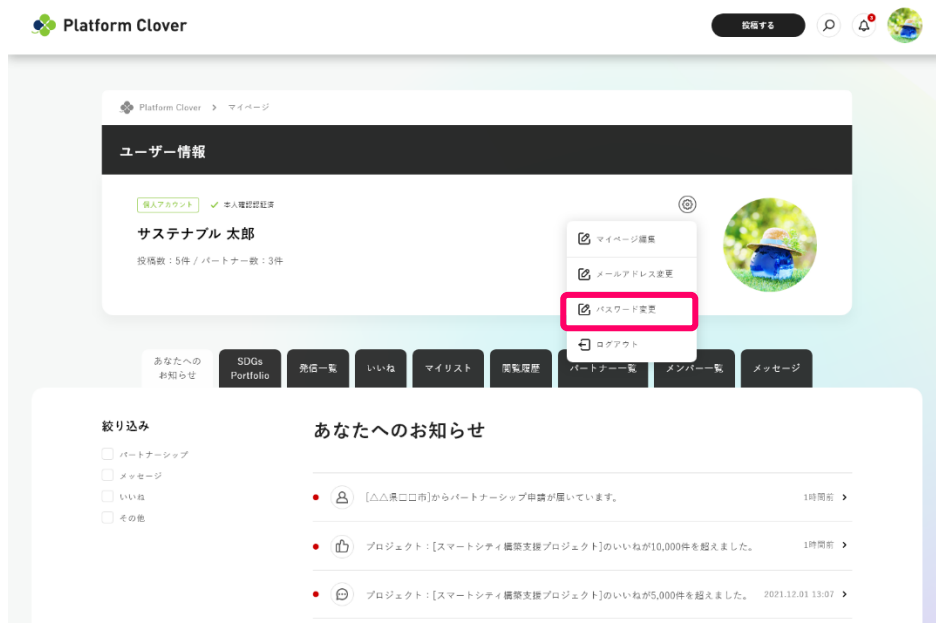 Platform Clover
投稿する
Platform Clover > マイページ
ユーザー情報
個人アカウント ✓ 本人確認認証済
サステナブル 太郎
投稿数：5件 / パートナー数：3件
マイページ編集
メールアドレス変更
パスワード変更
ログアウト
あなたへの
お知らせ
SDGs
Portfolio
発信一覧
いいね
マイリスト
閲覧履歴
パートナー一覧
メンバー一覧
メッセージ
絞り込み
パートナーシップ
メッセージ
いいね
その他
あなたへのお知らせ
[△△県□□市]からパートナーシップ申請が届いています。 1時間前
プロジェクト：[スマートシティ構築支援プロジェクト]のいいねが10,000件を超えました。 1時間前
プロジェクト：[スマートシティ構築支援プロジェクト]のいいねが5,000件を超えました。 2021.12.01 13:07